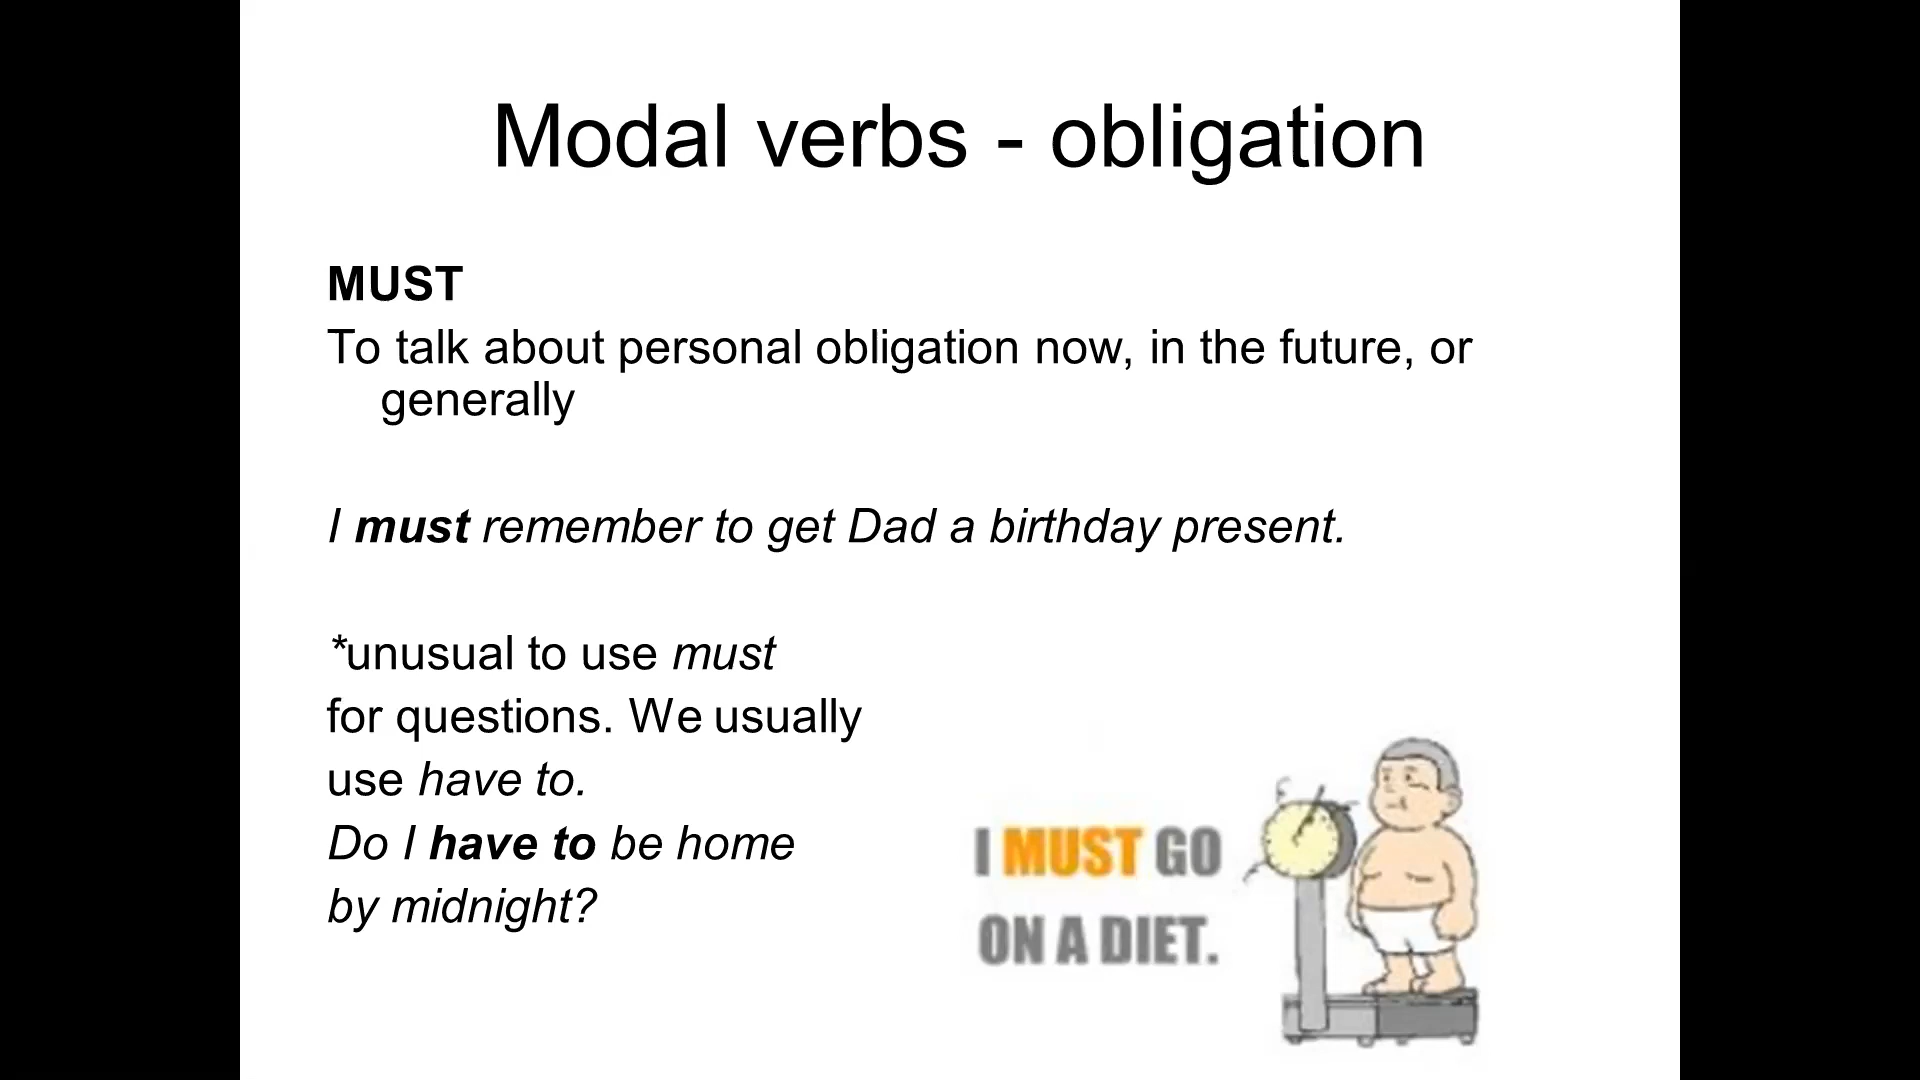 Modal verbs - obligation
MUST
To talk about personal obligation now, in the future, or
generally
I must remember to get Dad a birthday present.
*unusual to use must
for questions. We usually
use have to.
Do I have to be home
by midnight?
I MUST GO
ON A DIET.